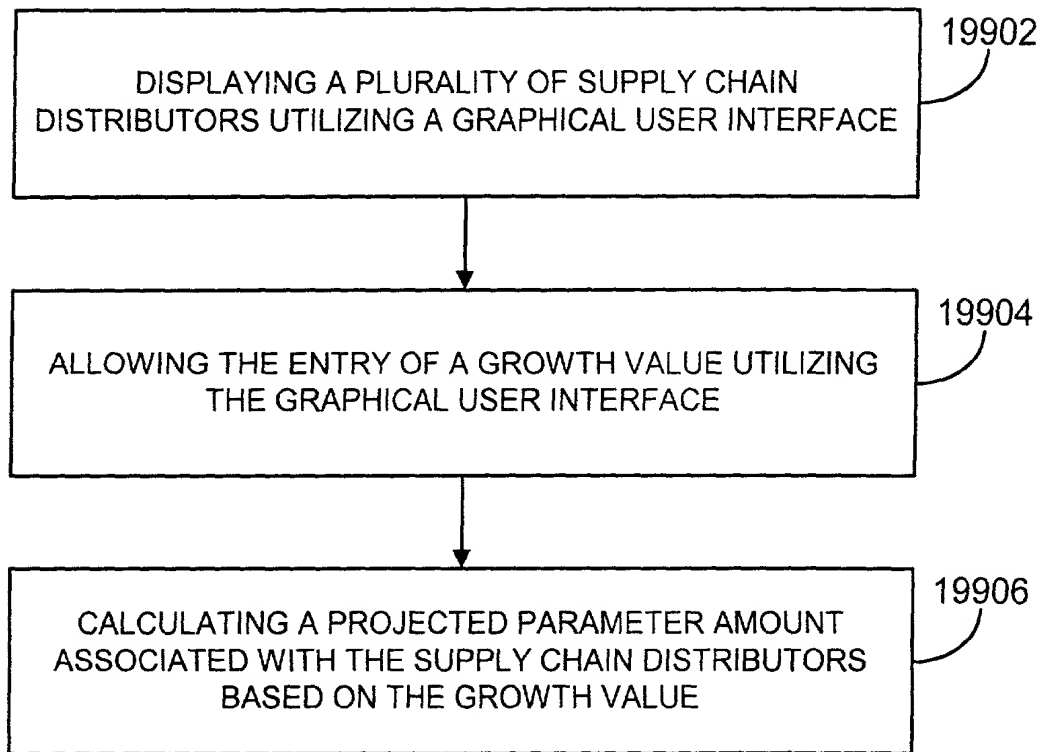 19902
DISPLAYING A PLURALITY OF SUPPLY CHAIN
DISTRIBUTORS UTILIZING A GRAPHICAL USER INTERFACE
19904
ALLOWING THE ENTRY OF A GROWTH VALUE UTILIZING
THE GRAPHICAL USER INTERFACE
19906
CALCULATING A PROJECTED PARAMETER AMOUNT
ASSOCIATED WITH THE SUPPLY CHAIN DISTRIBUTORS
BASED ON THE GROWTH VALUE